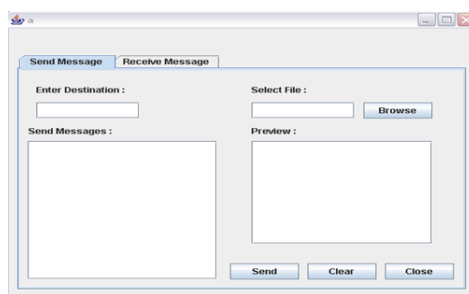 a
Send Message Receive Message
Enter Destination : Select File :
Browse
Send Messages : Preview :
Send Clear Close